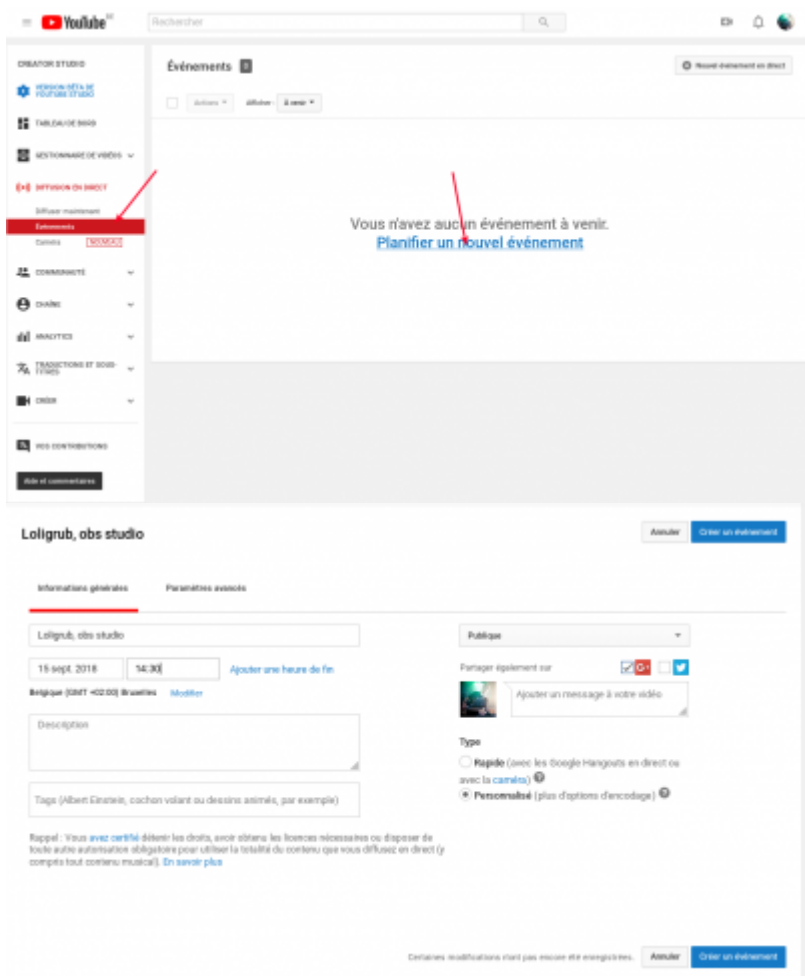 YouTube BE
Rechercher
CREATOR STUDIO
VERSION BÊTA DE
YOUTUBE STUDIO
TABLEAU DE BORD
GESTIONNAIRE DE VIDÉOS
DIFFUSION EN DIRECT
Diffuser maintenant
Événements
Caméra NOUVEAU
COMMUNAUTÉ
CHAÎNE
ANALYTICS
TRADUCTIONS ET SOUS-
TITRES
CRÉER
VOS CONTRIBUTIONS
Aide et commentaires
Événements 0
Nouvel événement en direct
Actions Afficher : À venir
Vous n'avez aucun événement à venir.
Planifier un nouvel événement
Loligrub, obs studio
Annuler Créer un événement
Informations générales Paramètres avancés
Loligrub, obs studio
15 sept. 2018 14:30 Ajouter une heure de fin
Belgique (GMT +02:00) Bruxelles Modifier
Description
Tags (Albert Einstein, cochon volant ou dessins animés, par exemple)
Rappel : Vous avez certifié détenir les droits, avoir obtenu les licences nécessaires ou disposer de
toute autre autorisation obligatoire pour utiliser la totalité du contenu que vous diffusez en direct (y
compris tout contenu musical). En savoir plus
Publique
Partager également sur
Ajouter un message à votre vidéo
Type
Rapide (avec les Google Hangouts en direct ou
avec la caméra)
Personnalisé (plus d'options d'encodage)
Certaines modifications n'ont pas encore été enregistrées. Annuler Créer un événement